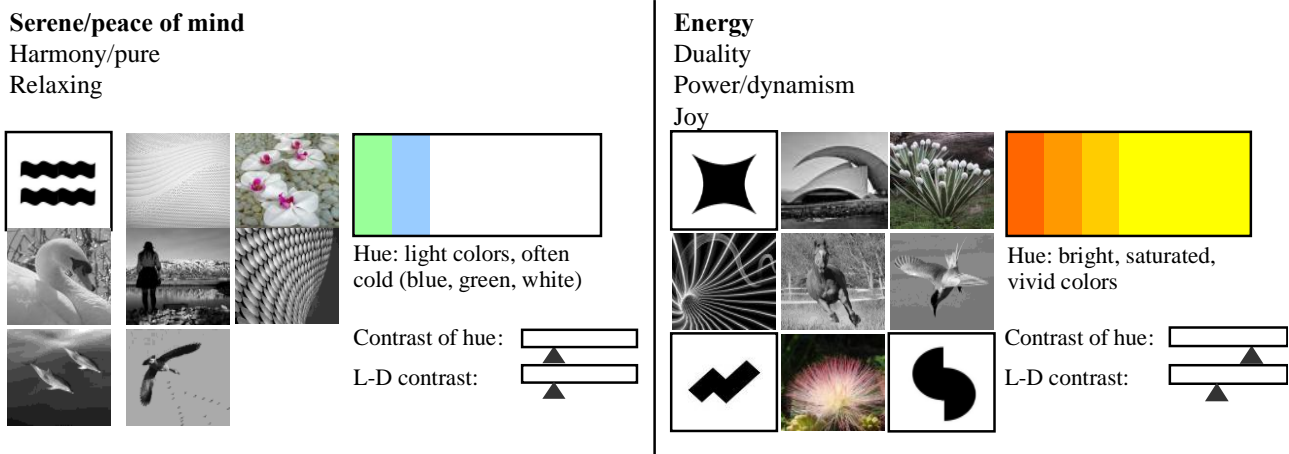 Serene/peace of mind
Harmony/pure
Relaxing
Hue: light colors, often
cold (blue, green, white)
Contrast of hue:
L-D contrast:
Energy
Duality
Power/dynamism
Joy
Hue: bright, saturated,
vivid colors
Contrast of hue:
L-D contrast: